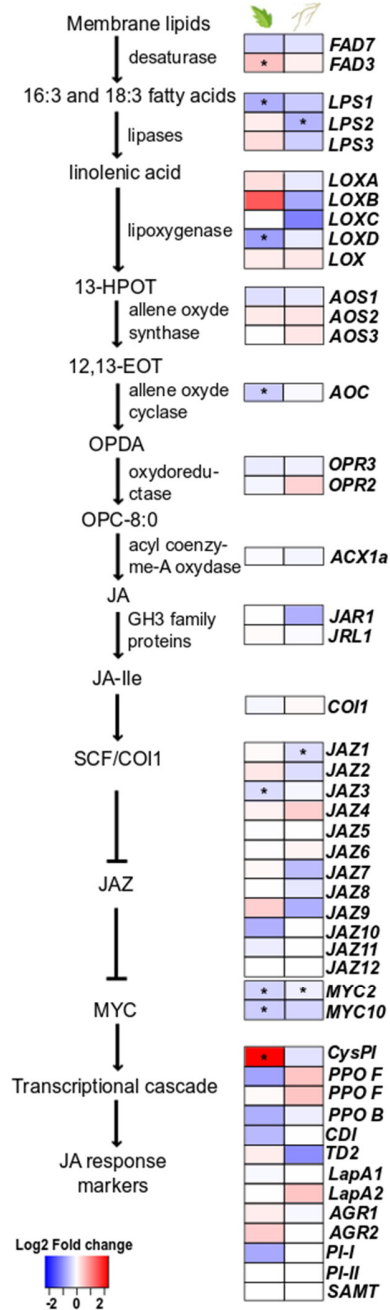 Membrane lipids
desaturase
FAD7
FAD3
16:3 and 18:3 fatty acids
lipases
* LPS1
* LPS2
LPS3
linolenic acid
lipoxygenase
LOXA
LOXB
LOXC
* LOXD
LOX
13-HPOT
allene oxyde
synthase
AOS1
AOS2
AOS3
12,13-EOT
allene oxyde
cyclase
* AOC
OPDA
oxydoredu-
ctase
OPR3
OPR2
OPC-8:0
acyl coenzy-
me-A oxydase
ACX1a
JA
GH3 family
proteins
JAR1
JRL1
JA-Ile
COI1
SCF/COI1
* JAZ1
JAZ2
* JAZ3
JAZ4
JAZ5
JAZ6
JAZ7
JAZ8
JAZ9
JAZ10
JAZ11
JAZ12
JAZ
* * MYC2
* MYC10
MYC
* CysPI
PPO F
PPO F
PPO B
CDI
TD2
LapA1
LapA2
AGR1
AGR2
PI-I
PI-II
SAMT
Transcriptional cascade
JA response
markers
Log2 Fold change
-2 0 2